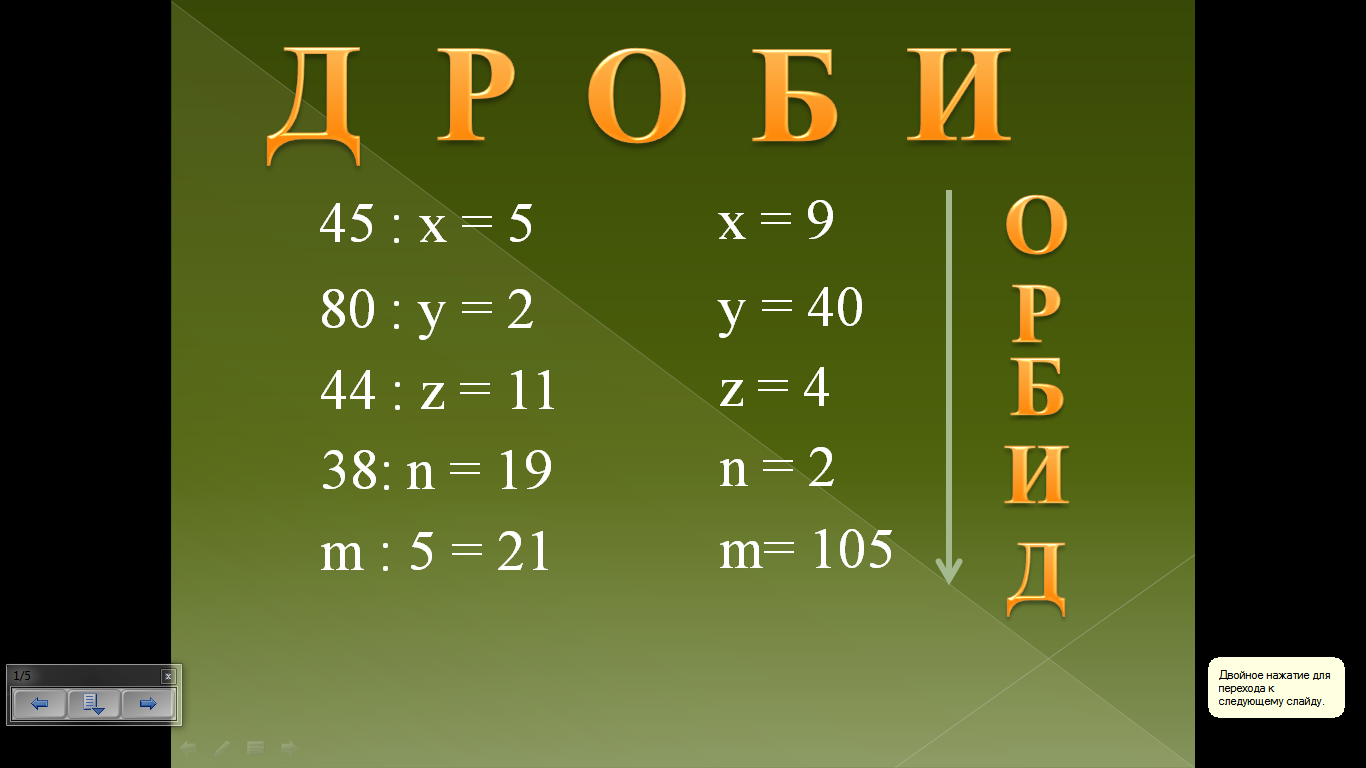 Д Р О Б И
45 : x = 5 x = 9 О
80 : y = 2 y = 40 Р
44 : z = 11 z = 4 Б
38: n = 19 n = 2 И
m : 5 = 21 m= 105 Д
1/5 x
Двойное нажатие для
перехода к
следующему слайду.